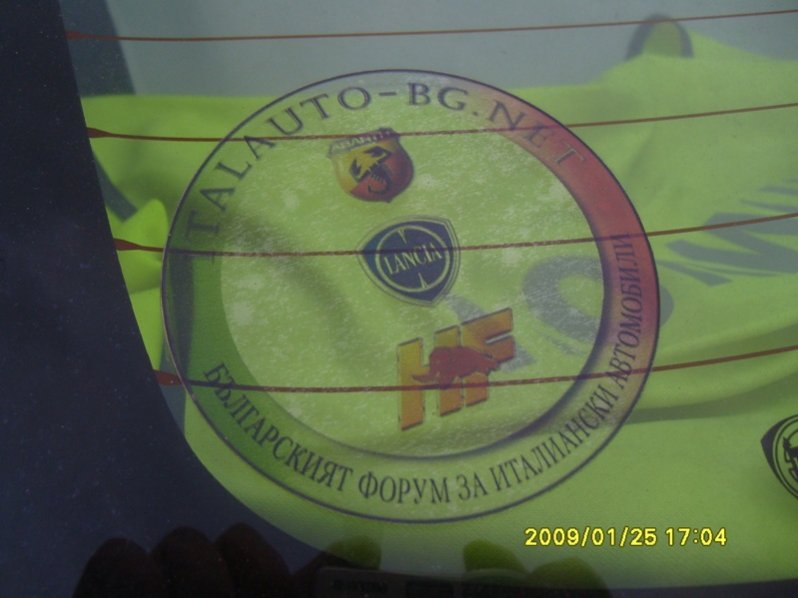 ITALAUTO-BG.NET
ABARTH
LANCIA
HF
БЪЛГАРСКИЯТ ФОРУМ ЗА ИТАЛИАНСКИ АВТОМОБИЛИ
2009/01/25 17:04